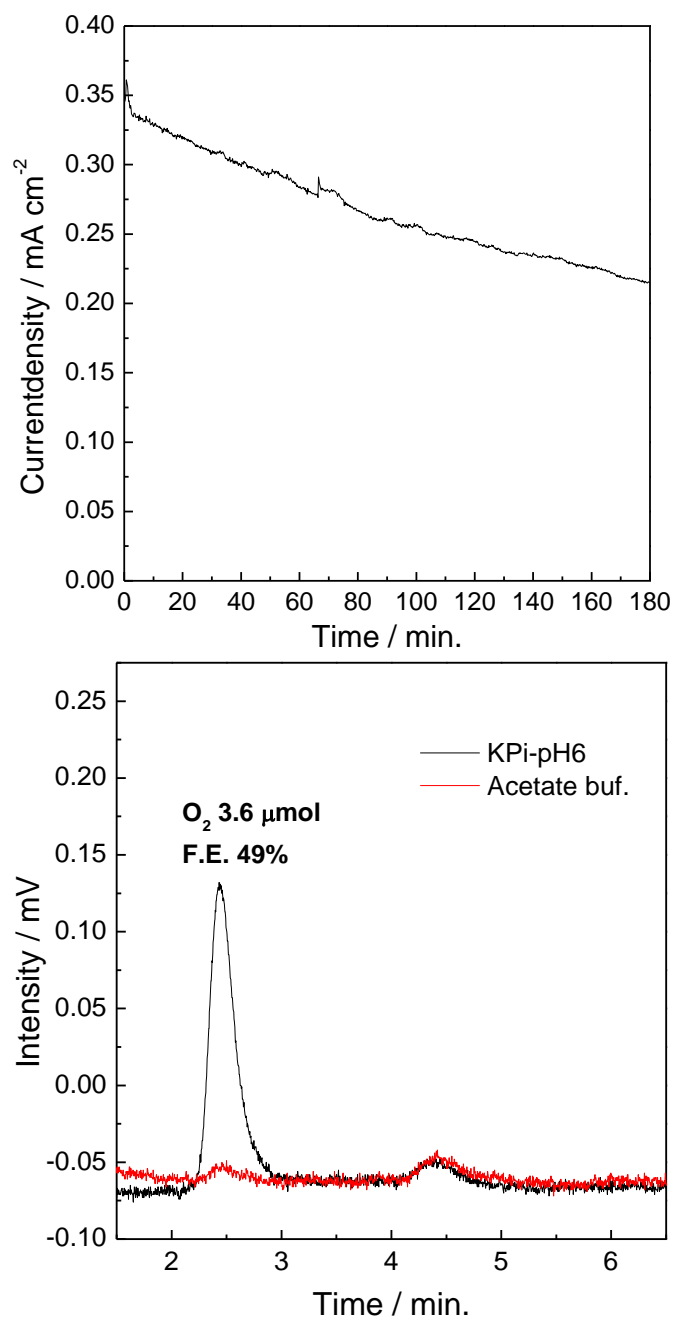 0.40
0.35
0.30
0.25
0.20
0.15
0.10
0.05
0.00
Currentdensity / mA cm⁻²
0 20 40 60 80 100 120 140 160 180
Time / min.
0.25
0.20
0.15
0.10
0.05
0.00
-0.05
-0.10
Intensity / mV
KPi-pH6
Acetate buf.
O₂ 3.6 μmol
F.E. 49%
2 3 4 5 6
Time / min.